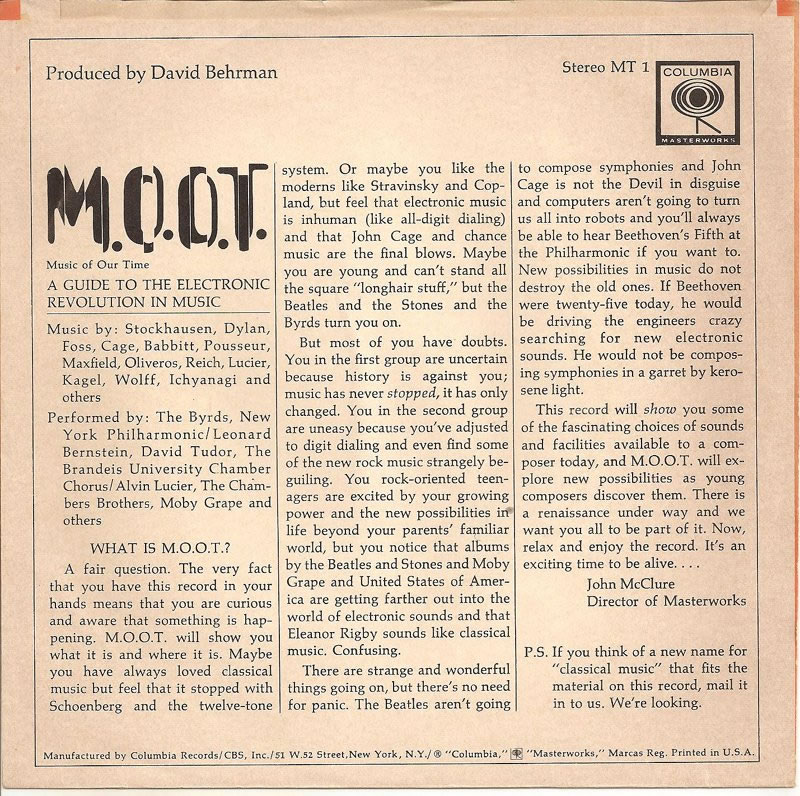 Produced by David Behrman
Stereo MT 1
COLUMBIA
MASTERWORKS
M.O.O.T.
Music of Our Time
A GUIDE TO THE ELECTRONIC
REVOLUTION IN MUSIC
Music by: Stockhausen, Dylan,
Foss, Cage, Babbitt, Pousseur,
Maxfield, Oliveros, Reich, Lucier,
Kagel, Wolff, Ichyanagi and
others
Performed by: The Byrds, New
York Philharmonic/Leonard
Bernstein, David Tudor, The
Brandeis University Chamber
Chorus/Alvin Lucier, The Cham-
bers Brothers, Moby Grape and
others
WHAT IS M.O.O.T.?
A fair question. The very fact
that you have this record in your
hands means that you are curious
and aware that something is hap-
pening. M.O.O.T. will show you
what it is and where it is. Maybe
you have always loved classical
music but feel that it stopped with
Schoenberg and the twelve-tone
system. Or maybe you like the
moderns like Stravinsky and Cop-
land, but feel that electronic music
is inhuman (like all-digit dialing)
and that John Cage and chance
music are the final blows. Maybe
you are young and can't stand all
the square "longhair stuff," but the
Beatles and the Stones and the
Byrds turn you on.
But most of you have doubts.
You in the first group are uncertain
because history is against you;
music has never stopped, it has only
changed. You in the second group
are uneasy because you've adjusted
to digit dialing and even find some
of the new rock music strangely be-
guiling. You rock-oriented teen-
agers are excited by your growing
power and the new possibilities in
life beyond your parents' familiar
world, but you notice that albums
by the Beatles and Stones and Moby
Grape and United States of Amer-
ica are getting farther out into the
world of electronic sounds and that
Eleanor Rigby sounds like classical
music. Confusing.
There are strange and wonderful
things going on, but there's no need
for panic. The Beatles aren't going
to compose symphonies and John
Cage is not the Devil in disguise
and computers aren't going to turn
us all into robots and you'll always
be able to hear Beethoven's Fifth at
the Philharmonic if you want to.
New possibilities in music do not
destroy the old ones. If Beethoven
were twenty-five today, he would
be driving the engineers crazy
searching for new electronic
sounds. He would not be compos-
ing symphonies in a garret by kero-
sene light.
This record will show you some
of the fascinating choices of sounds
and facilities available to a com-
poser today, and M.O.O.T. will ex-
plore new possibilities as young
composers discover them. There is
a renaissance under way and we
want you all to be part of it. Now,
relax and enjoy the record. It's an
exciting time to be alive. . . .
John McClure
Director of Masterworks
P.S. If you think of a new name for
"classical music" that fits the
material on this record, mail it
in to us. We're looking.
Manufactured by Columbia Records/CBS, Inc./51 W.52 Street,New York, N.Y./ ® "Columbia," "Masterworks," Marcas Reg. Printed in U.S.A.